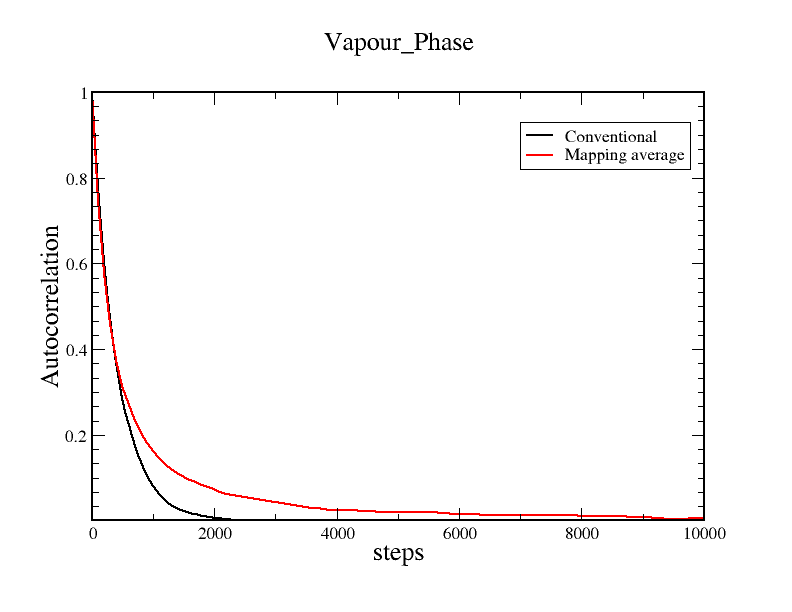 Vapour_Phase
1
0.8
0.6
0.4
0.2
Autocorrelation
Conventional
Mapping average
0 2000 4000 6000 8000 10000
steps